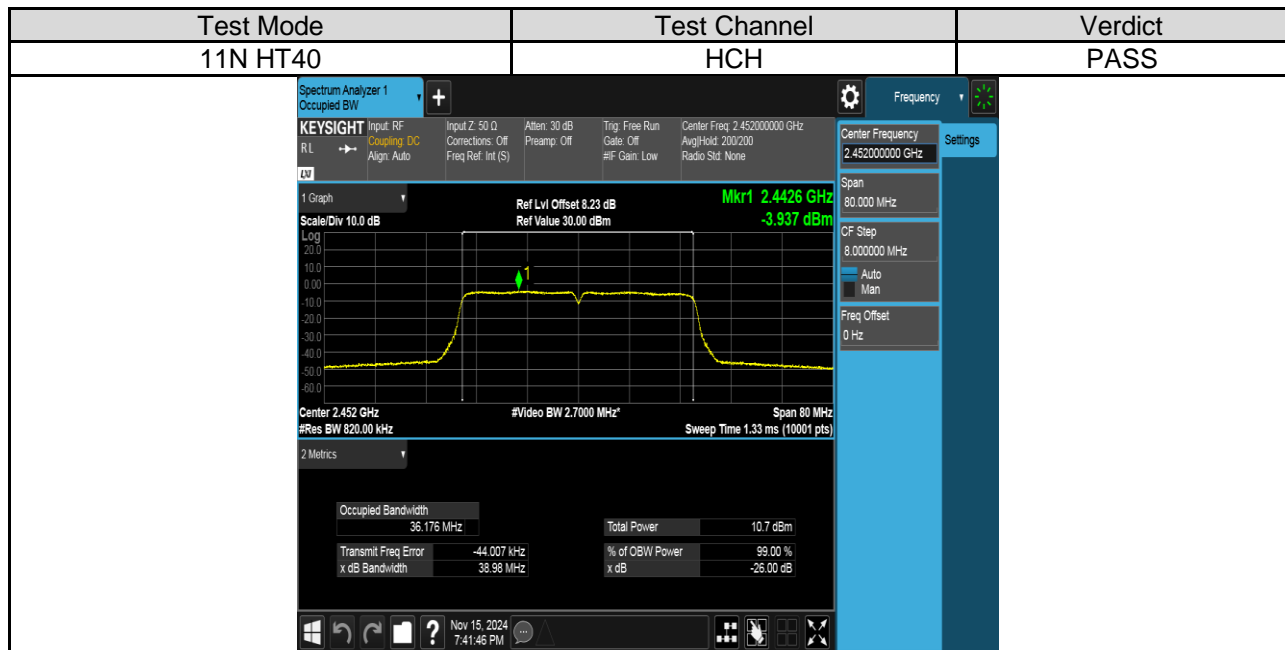 Test Mode Test Channel Verdict
11N HT40 HCH PASS
Spectrum Analyzer 1
Occupied BW
+
Frequency
KEYSIGHT Input: RF Input Z: 50 Ω Atten: 30 dB Trig: Free Run Center Freq: 2.452000000 GHz
RL Coupling: DC Corrections: Off Preamp: Off Gate: Off Avg|Hold: 200/200
Align: Auto Freq Ref: Int (S) #IF Gain: Low Radio Std: None
LXI
Center Frequency
2.452000000 GHz
Settings
Span
80.000 MHz
CF Step
8.000000 MHz
Auto
Man
Freq Offset
0 Hz
1 Graph Ref Lvl Offset 8.23 dB Mkr1 2.4426 GHz
Scale/Div 10.0 dB Ref Value 30.00 dBm -3.937 dBm
Log
20.0
10.0
1
0.00
-10.0
-20.0
-30.0
-40.0
-50.0
-60.0
Center 2.452 GHz #Video BW 2.7000 MHz* Span 80 MHz
#Res BW 820.00 kHz Sweep Time 1.33 ms (10001 pts)
2 Metrics
Occupied Bandwidth
36.176 MHz Total Power 10.7 dBm
Transmit Freq Error -44.007 kHz % of OBW Power 99.00 %
x dB Bandwidth 38.98 MHz x dB -26.00 dB
? Nov 15, 2024
7:41:46 PM